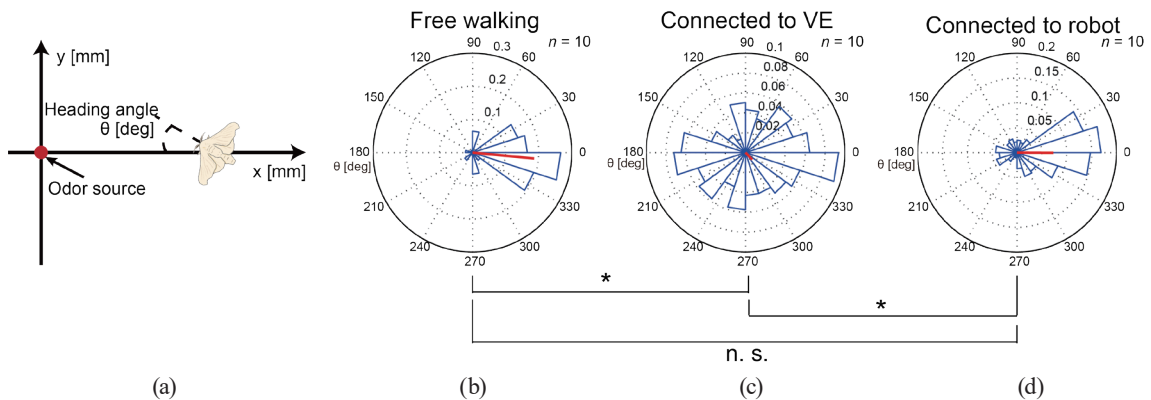 y [mm]
Heading angle
θ [deg]
x [mm]
Odor source
(a)
Free walking
n = 10
90
60
30
0
330
300
270
240
210
180
150
120
0.3
0.2
0.1
θ [deg]
(b)
Connected to VE
n = 10
90
60
30
0
330
300
270
240
210
180
150
120
0.1
0.08
0.06
0.04
0.02
θ [deg]
(c)
Connected to robot
n = 10
90
60
30
0
330
300
270
240
210
180
150
120
0.2
0.15
0.1
0.05
θ [deg]
(d)
*
*
n. s.